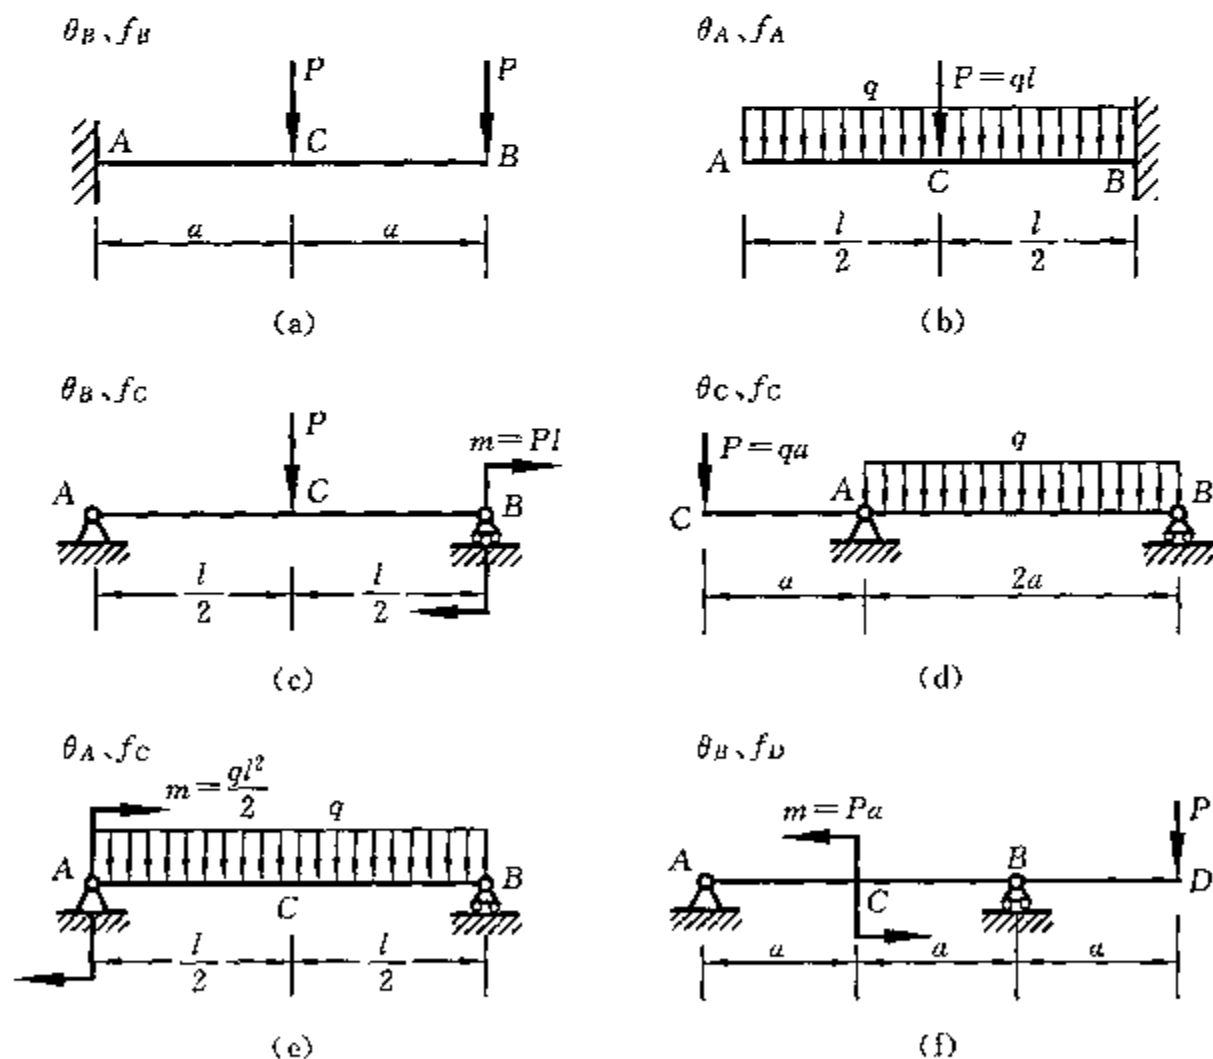 θB、fB
P
P
A
C
B
a
a
(a)
θA、fA
q
P=ql
A
C
B
l/2
l/2
(b)
θB、fC
P
m=Pl
A
C
B
l/2
l/2
(c)
θC、fC
P=qa
q
C
A
B
a
2a
(d)
θA、fC
m=ql²/2
q
A
C
B
l/2
l/2
(e)
θB、fD
m=Pa
P
A
B
C
D
a
a
a
(f)